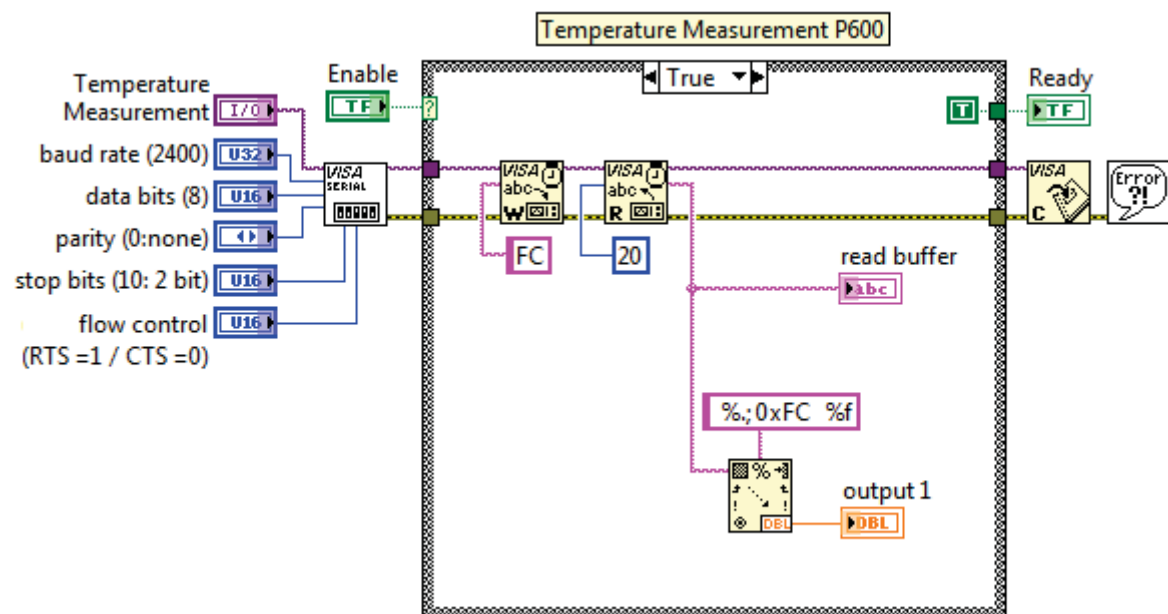 Temperature Measurement P600
Temperature
Measurement
I/O
Enable
TF
?
True
T
Ready
TF
baud rate (2400)
U32
data bits (8)
U16
parity (0:none)
stop bits (10: 2 bit)
U16
flow control
(RTS =1 / CTS =0)
U16
VISA
SERIAL
VISA
abc
W
FC
VISA
abc
R
20
VISA
C
Error
?!
read buffer
abc
%.;0xFC %f
%
DBL
output 1
DBL